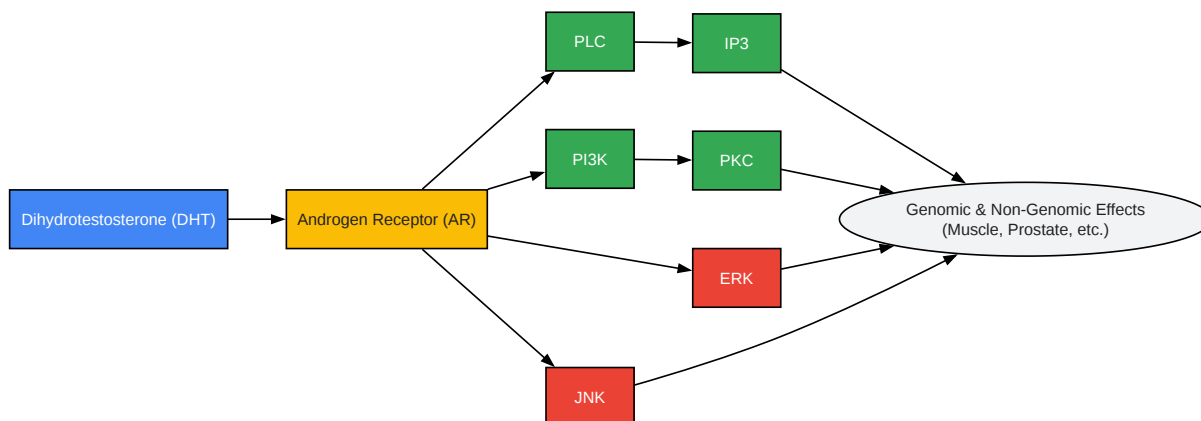 PLC
IP3
PI3K
PKC
Dihydrotestosterone (DHT)
Androgen Receptor (AR)
Genomic & Non-Genomic Effects
(Muscle, Prostate, etc.)
ERK
JNK